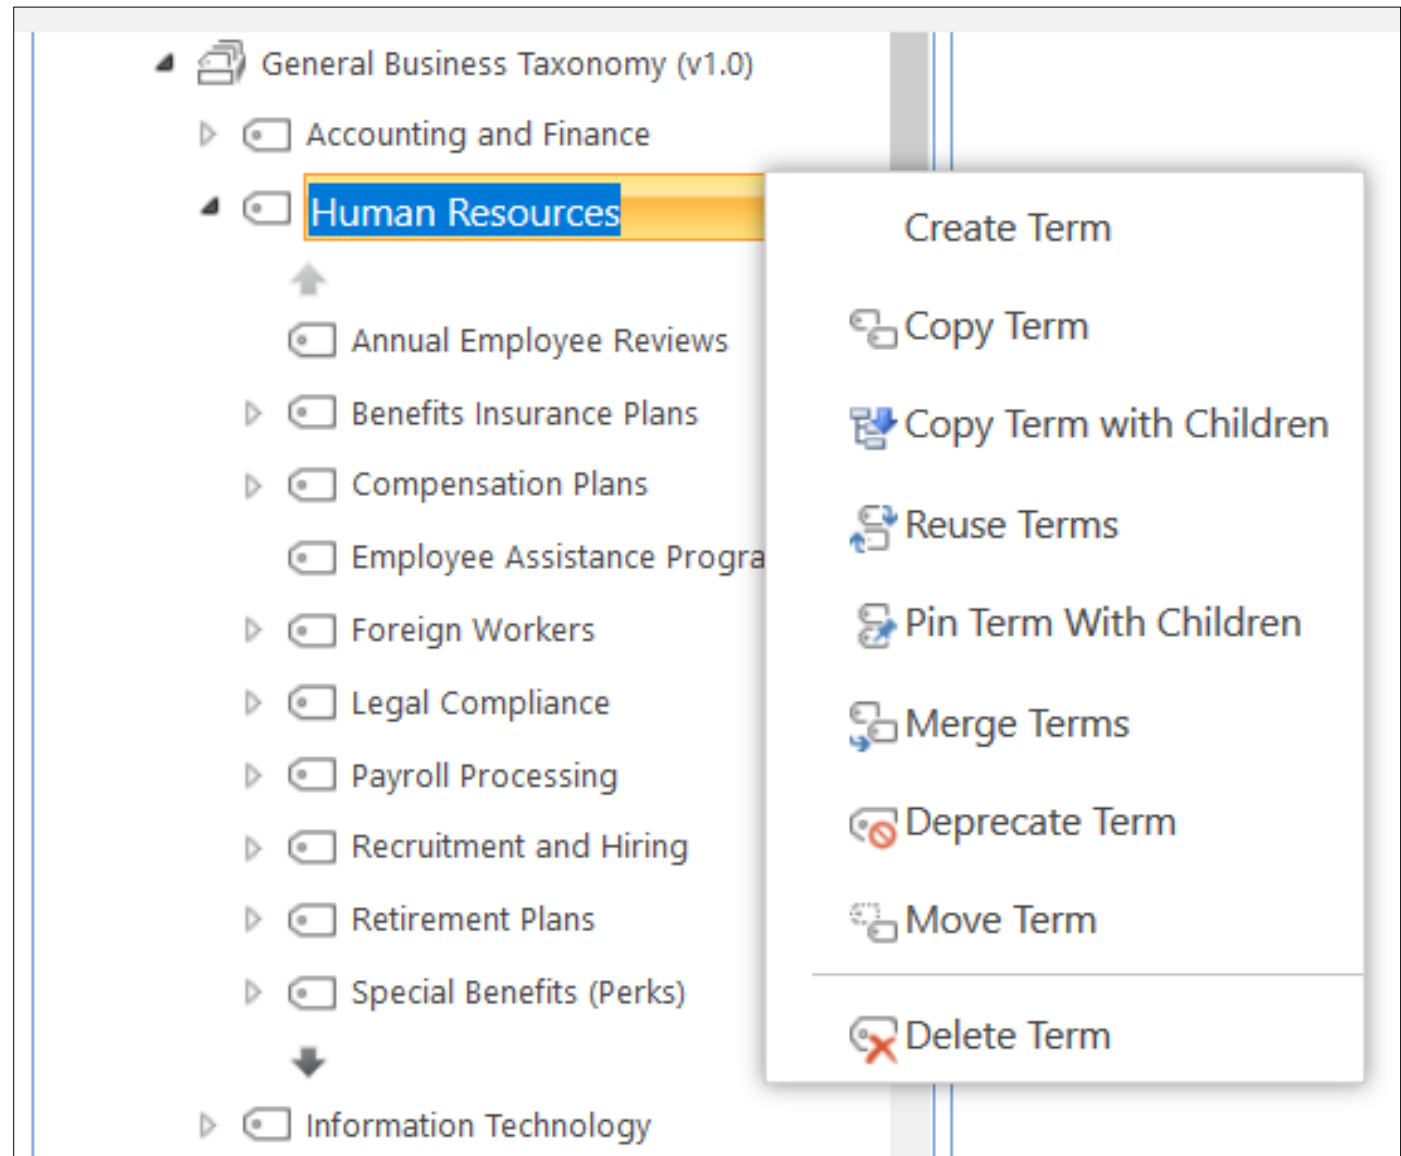 General Business Taxonomy (v1.0)
Accounting and Finance
Human Resources
Annual Employee Reviews
Benefits Insurance Plans
Compensation Plans
Employee Assistance Progra
Foreign Workers
Legal Compliance
Payroll Processing
Recruitment and Hiring
Retirement Plans
Special Benefits (Perks)
Information Technology
Create Term
Copy Term
Copy Term with Children
Reuse Terms
Pin Term With Children
Merge Terms
Deprecate Term
Move Term
Delete Term